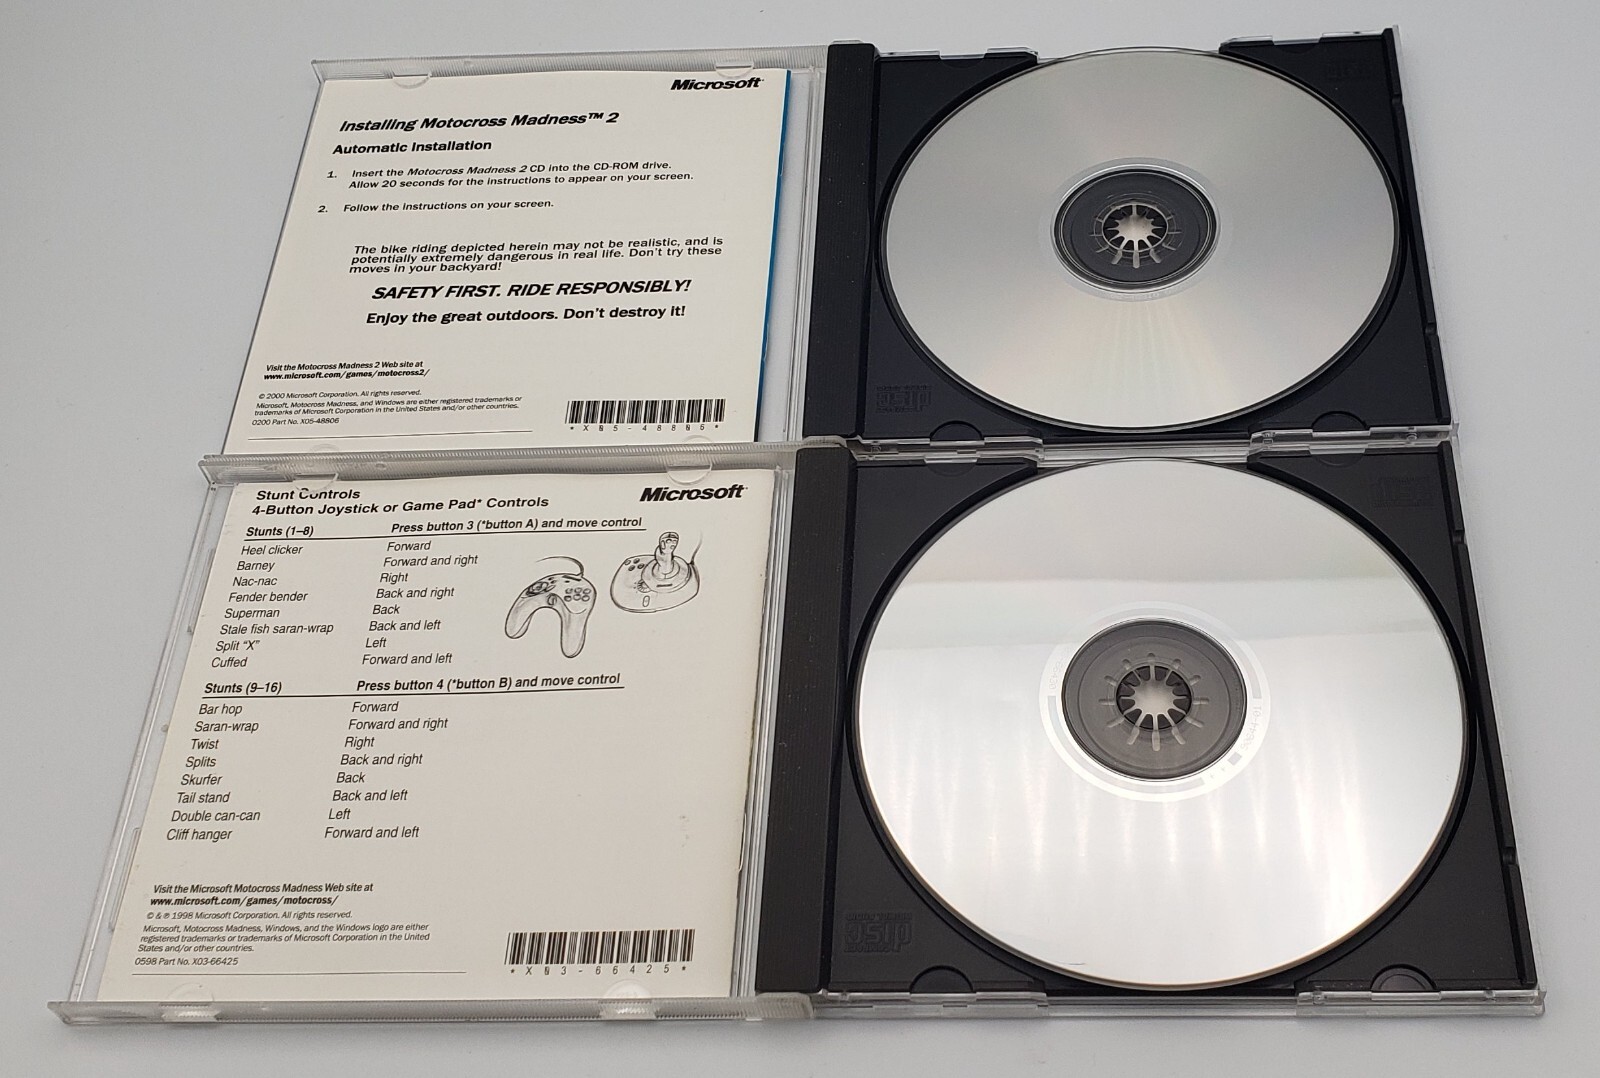 Microsoft
Installing Motocross Madness™ 2
Automatic Installation
1. Insert the Motocross Madness 2 CD into the CD-ROM drive.
Allow 20 seconds for the instructions to appear on your screen.
2. Follow the instructions on your screen.
The bike riding depicted herein may not be realistic, and is
potentially extremely dangerous in real life. Don't try these
moves in your backyard!
SAFETY FIRST. RIDE RESPONSIBLY!
Enjoy the great outdoors. Don't destroy it!
Visit the Motocross Madness 2 Web site at
www.microsoft.com/games/motocross2/
© 2000 Microsoft Corporation. All rights reserved.
Microsoft, Motocross Madness, and Windows are either registered trademarks or
trademarks of Microsoft Corporation in the United States and/or other countries.
0200 Part No. X05-48806
*X05-48806*
disc
Microsoft
Stunt Controls
4-Button Joystick or Game Pad* Controls
Stunts (1–8) Press button 3 (*button A) and move control
Heel clicker Forward
Barney Forward and right
Nac-nac Right
Fender bender Back and right
Superman Back
Stale fish saran-wrap Back and left
Split "X" Left
Cuffed Forward and left
Stunts (9–16) Press button 4 (*button B) and move control
Bar hop Forward
Saran-wrap Forward and right
Twist Right
Splits Back and right
Skurfer Back
Tail stand Back and left
Double can-can Left
Cliff hanger Forward and left
Visit the Microsoft Motocross Madness Web site at
www.microsoft.com/games/motocross/
© & ℗ 1998 Microsoft Corporation. All rights reserved.
Microsoft, Motocross Madness, Windows, and the Windows logo are either
registered trademarks or trademarks of Microsoft Corporation in the United
States and/or other countries.
0598 Part No. X03-66425
*X03-66425*
disc